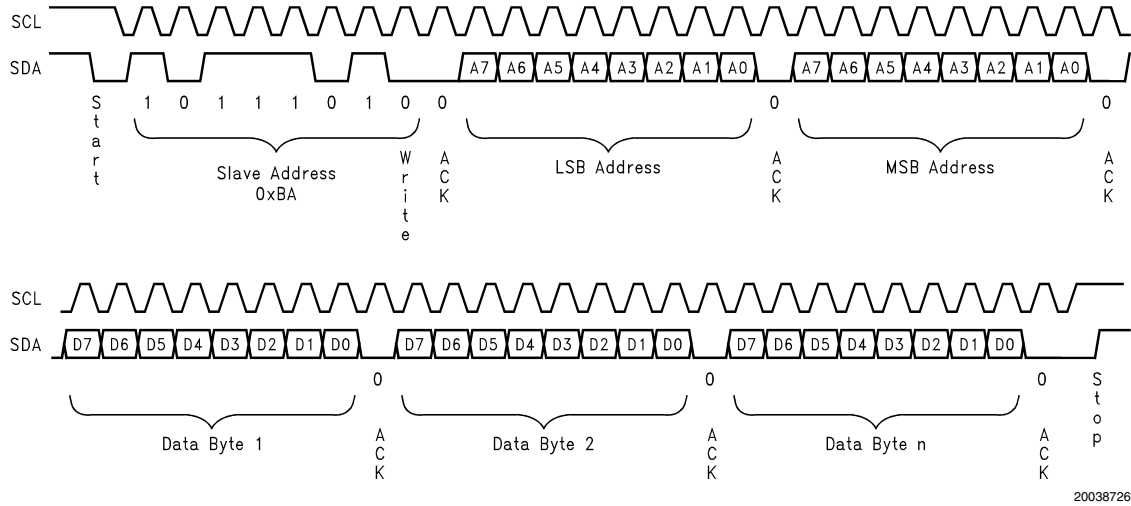 SCL
SDA
A7 A6 A5 A4 A3 A2 A1 A0 A7 A6 A5 A4 A3 A2 A1 A0
Start 1 0 1 1 1 0 1 0 0 0 0
Slave Address
0xBA
Write
ACK
LSB Address
ACK
MSB Address
ACK
SCL
SDA
D7 D6 D5 D4 D3 D2 D1 D0 D7 D6 D5 D4 D3 D2 D1 D0 D7 D6 D5 D4 D3 D2 D1 D0
0 0 0
Stop
Data Byte 1
ACK
Data Byte 2
ACK
Data Byte n
ACK
20038726